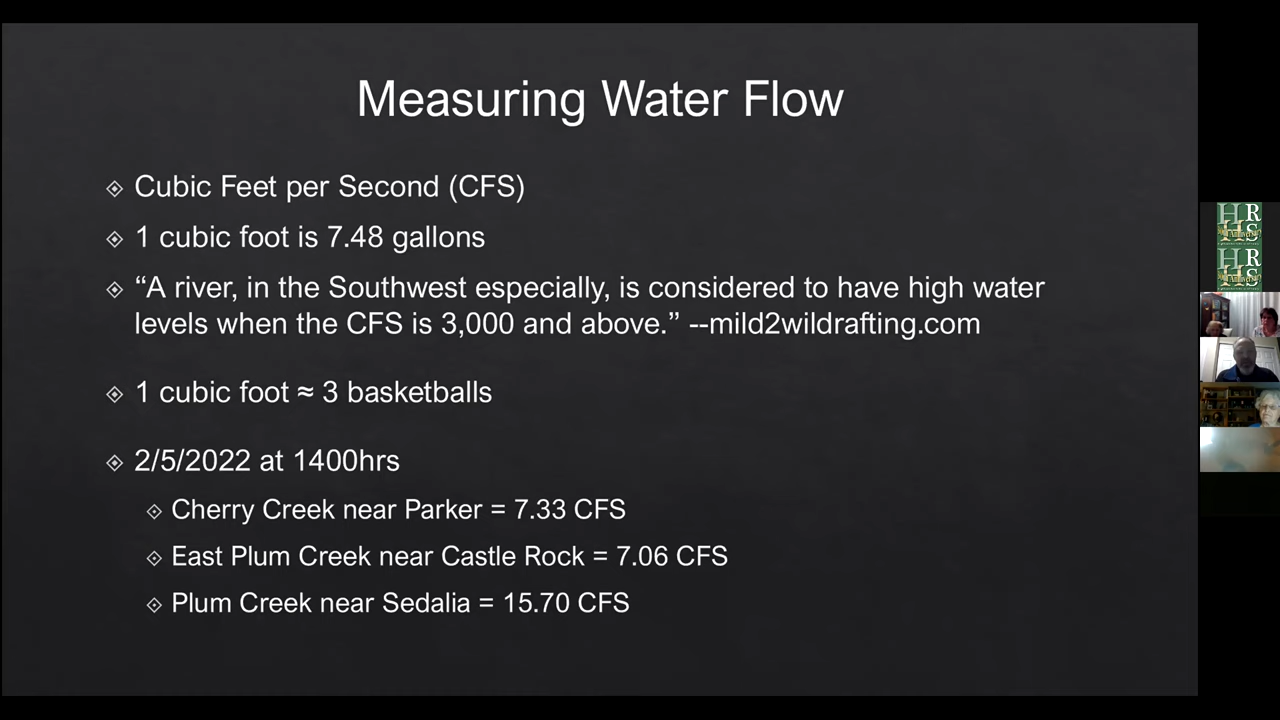 Measuring Water Flow
Cubic Feet per Second (CFS)
1 cubic foot is 7.48 gallons
“A river, in the Southwest especially, is considered to have high water
levels when the CFS is 3,000 and above.” --mild2wildrafting.com
1 cubic foot ≈ 3 basketballs
2/5/2022 at 1400hrs
Cherry Creek near Parker = 7.33 CFS
East Plum Creek near Castle Rock = 7.06 CFS
Plum Creek near Sedalia = 15.70 CFS
H R
H S
H R
H S